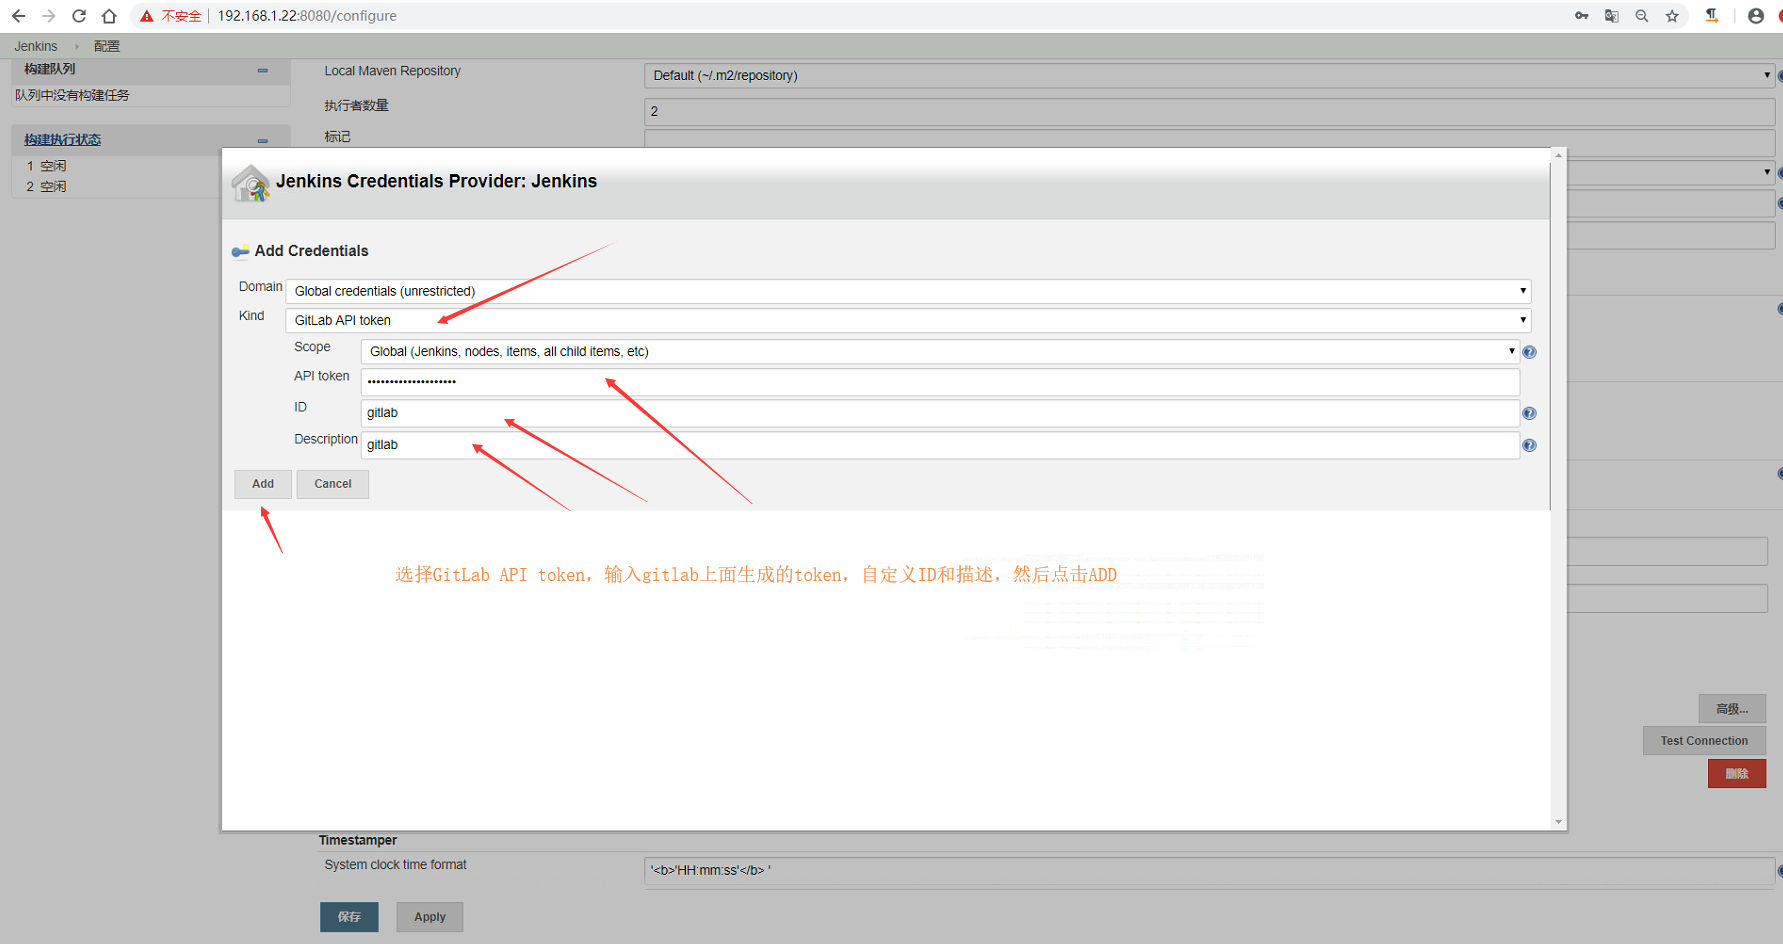 不安全 192.168.1.22:8080/configure
Jenkins 配置
构建队列
队列中没有构建任务
构建执行状态
1 空闲
2 空闲
Local Maven Repository
Default (~/.m2/repository)
执行者数量
2
标记
Jenkins Credentials Provider: Jenkins
Add Credentials
Domain
Global credentials (unrestricted)
Kind
GitLab API token
Scope
Global (Jenkins, nodes, items, all child items, etc)
API token
••••••••••••••••••••
ID
gitlab
Description
gitlab
Add
Cancel
选择GitLab API token，输入gitlab上面生成的token，自定义ID和描述，然后点击ADD
高级...
Test Connection
删除
Timestamper
System clock time format
'<b>'HH:mm:ss'</b> '
保存
Apply